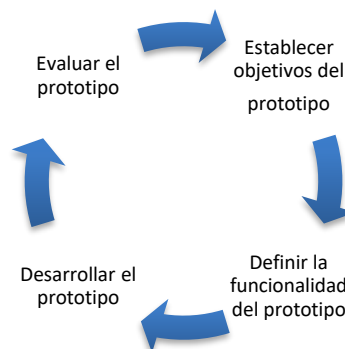 Establecer
objetivos del
prototipo
Definir la
funcionalidad
del prototipo
Desarrollar el
prototipo
Evaluar el
prototipo